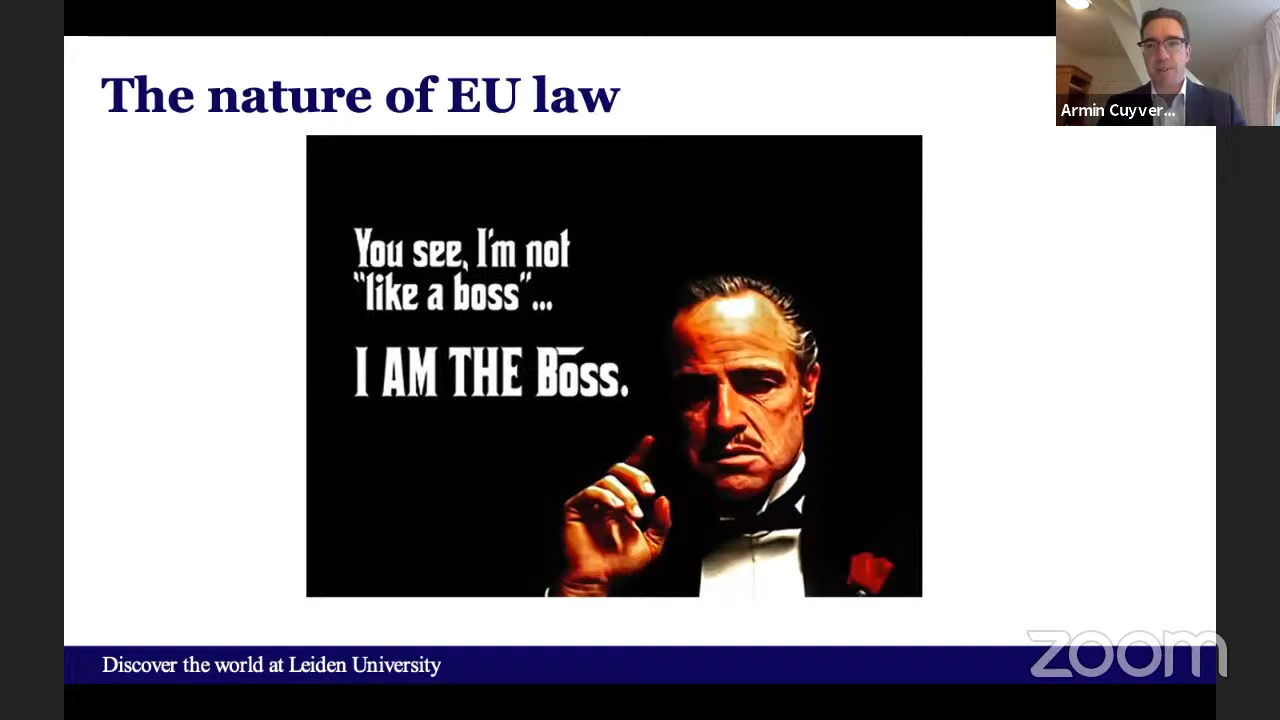 The nature of EU law
Armin Cuyver...
You see, I'm not
"like a boss"...
I AM THE Boss.
Discover the world at Leiden University
zoom